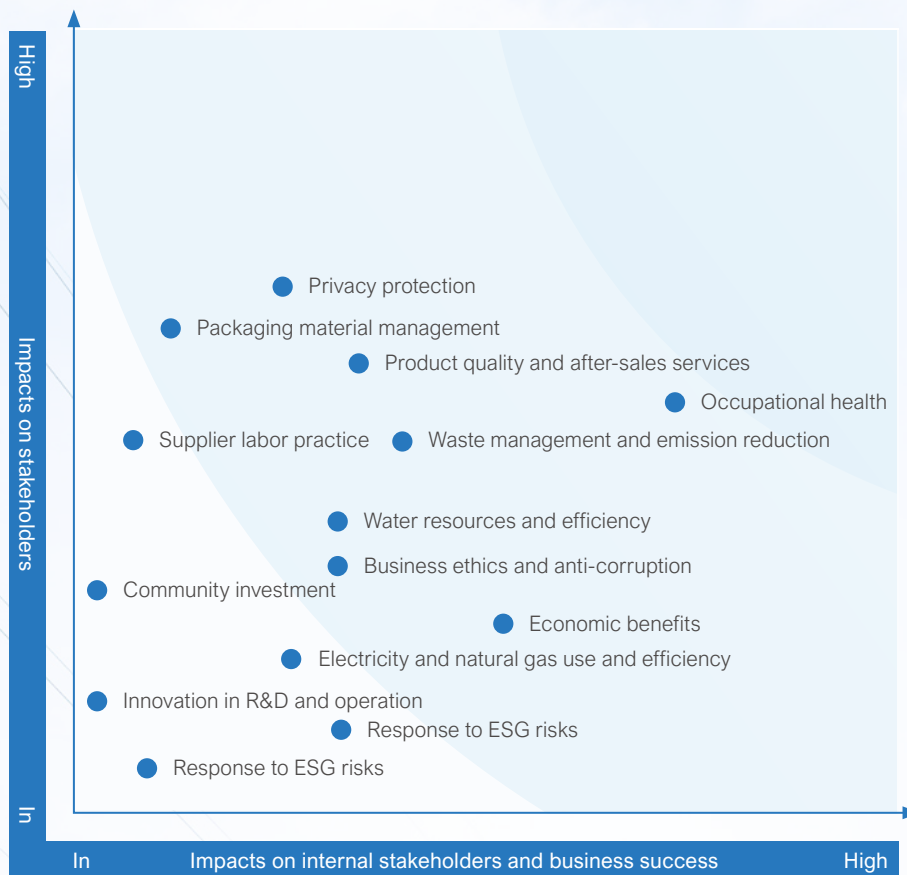 High
Impacts on stakeholders
In
Privacy protection
Packaging material management
Product quality and after-sales services
Occupational health
Supplier labor practice
Waste management and emission reduction
Water resources and efficiency
Business ethics and anti-corruption
Community investment
Economic benefits
Electricity and natural gas use and efficiency
Innovation in R&D and operation
Response to ESG risks
Response to ESG risks
In
Impacts on internal stakeholders and business success
High